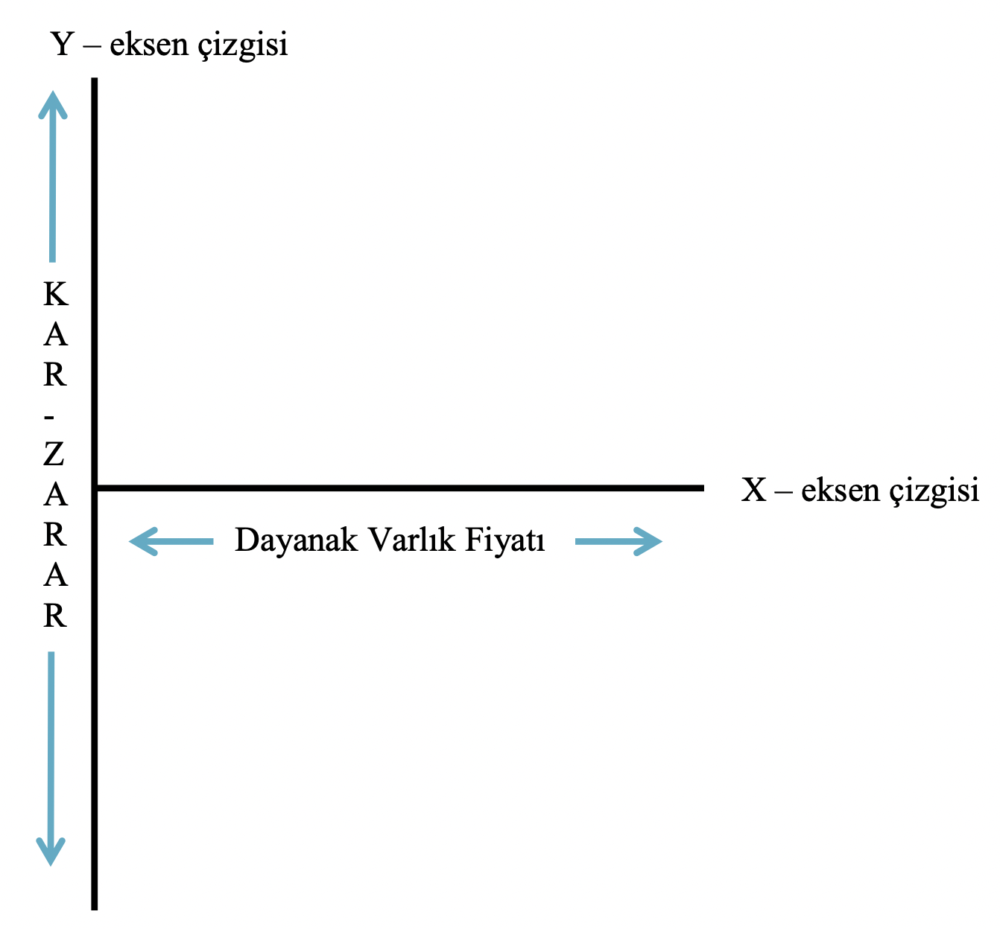 Y – eksen çizgisi
K
A
R
-
Z
A
R
A
R
X – eksen çizgisi
Dayanak Varlık Fiyatı